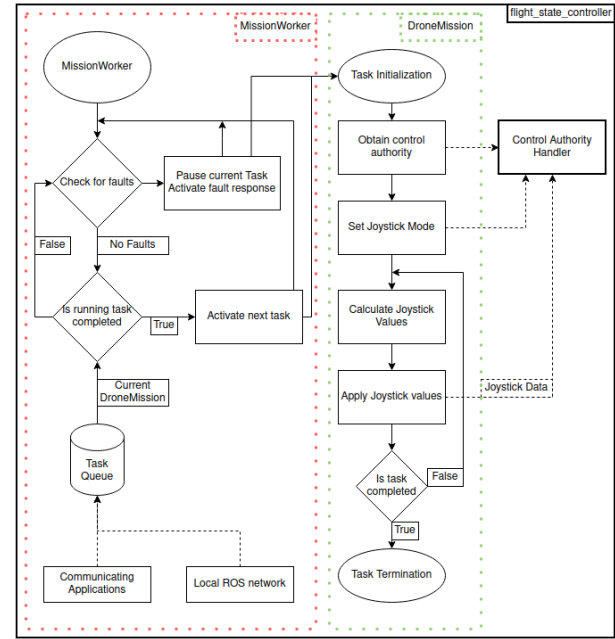 flight_state_controller
MissionWorker
DroneMission
MissionWorker
Check for faults
Pause current Task
Activate fault response
False
No Faults
Is running task
completed
True
Activate next task
Current
DroneMission
Task
Queue
Communicating
Applications
Local ROS network
Task Initialization
Obtain control
authority
Control Authority
Handler
Set Joystick Mode
Calculate Joystick
Values
Apply Joystick values
Joystick Data
Is task
completed
False
True
Task Termination